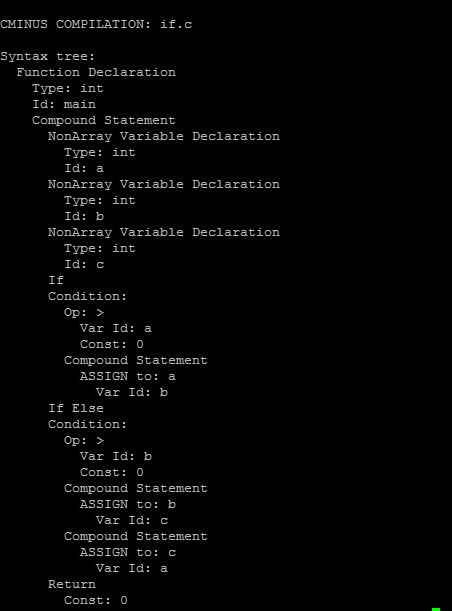 CMINUS COMPILATION: if.c
Syntax tree:
Function Declaration
Type: int
Id: main
Compound Statement
NonArray Variable Declaration
Type: int
Id: a
NonArray Variable Declaration
Type: int
Id: b
NonArray Variable Declaration
Type: int
Id: c
If
Condition:
Op: >
Var Id: a
Const: 0
Compound Statement
ASSIGN to: a
Var Id: b
If Else
Condition:
Op: >
Var Id: b
Const: 0
Compound Statement
ASSIGN to: b
Var Id: c
Compound Statement
ASSIGN to: c
Var Id: a
Return
Const: 0